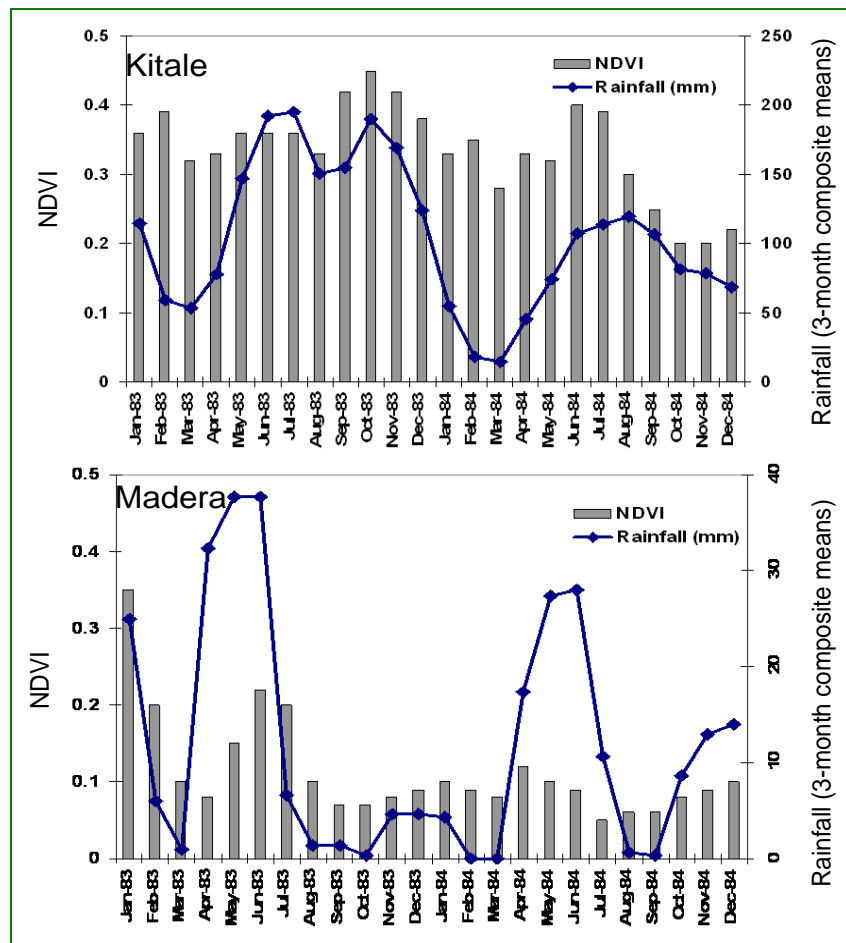 Kitale
NDVI
Rainfall (mm)
0.5
0.4
0.3
0.2
0.1
0
NDVI
250
200
150
100
50
0
Rainfall (3-month composite means)
Jan-83
Feb-83
Mar-83
Apr-83
May-83
Jun-83
Jul-83
Aug-83
Sep-83
Oct-83
Nov-83
Dec-83
Jan-84
Feb-84
Mar-84
Apr-84
May-84
Jun-84
Jul-84
Aug-84
Sep-84
Oct-84
Nov-84
Dec-84
Madera
NDVI
Rainfall (mm)
0.5
0.4
0.3
0.2
0.1
0
NDVI
40
30
20
10
0
Rainfall (3-month composite means)
Jan-83
Feb-83
Mar-83
Apr-83
May-83
Jun-83
Jul-83
Aug-83
Sep-83
Oct-83
Nov-83
Dec-83
Jan-84
Feb-84
Mar-84
Apr-84
May-84
Jun-84
Jul-84
Aug-84
Sep-84
Oct-84
Nov-84
Dec-84